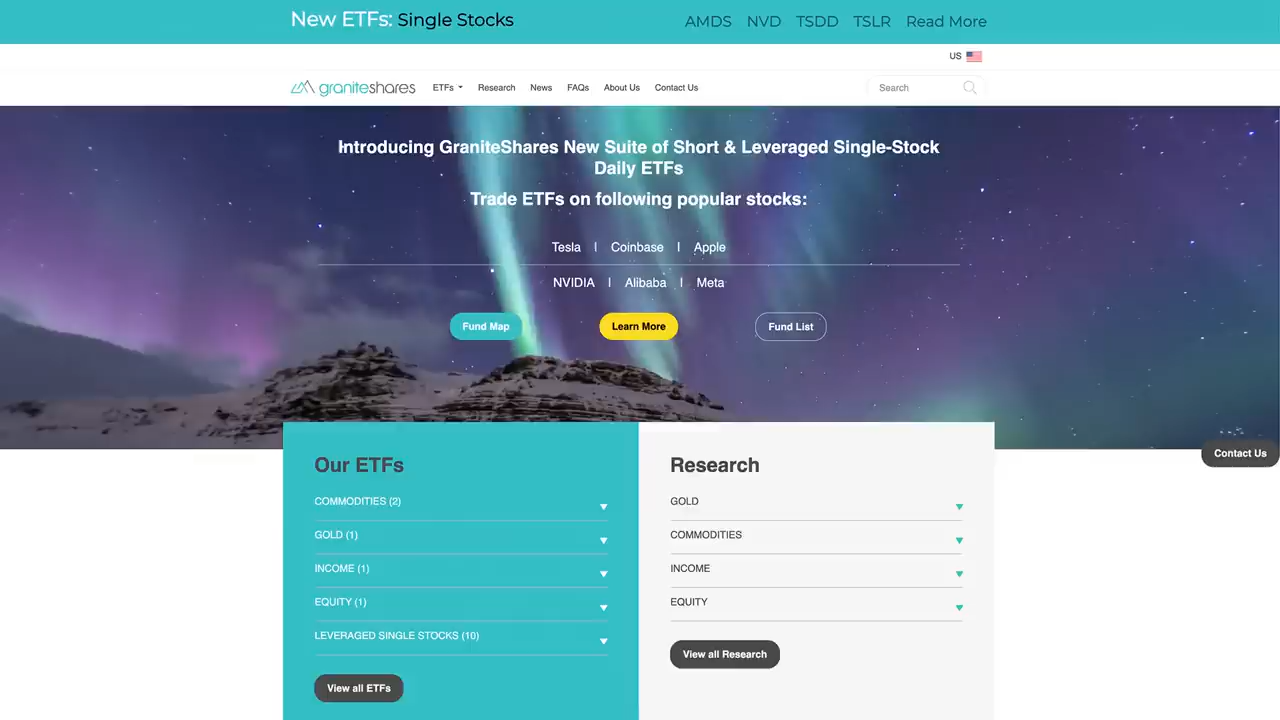 New ETFs: Single Stocks
AMDS NVD TSDD TSLR Read More
US
graniteshares
ETFs Research News FAQs About Us Contact Us
Search
Introducing GraniteShares New Suite of Short & Leveraged Single-Stock
Daily ETFs
Trade ETFs on following popular stocks:
Tesla | Coinbase | Apple
NVIDIA | Alibaba | Meta
Fund Map
Learn More
Fund List
Contact Us
Our ETFs
COMMODITIES (2)
GOLD (1)
INCOME (1)
EQUITY (1)
LEVERAGED SINGLE STOCKS (10)
View all ETFs
Research
GOLD
COMMODITIES
INCOME
EQUITY
View all Research